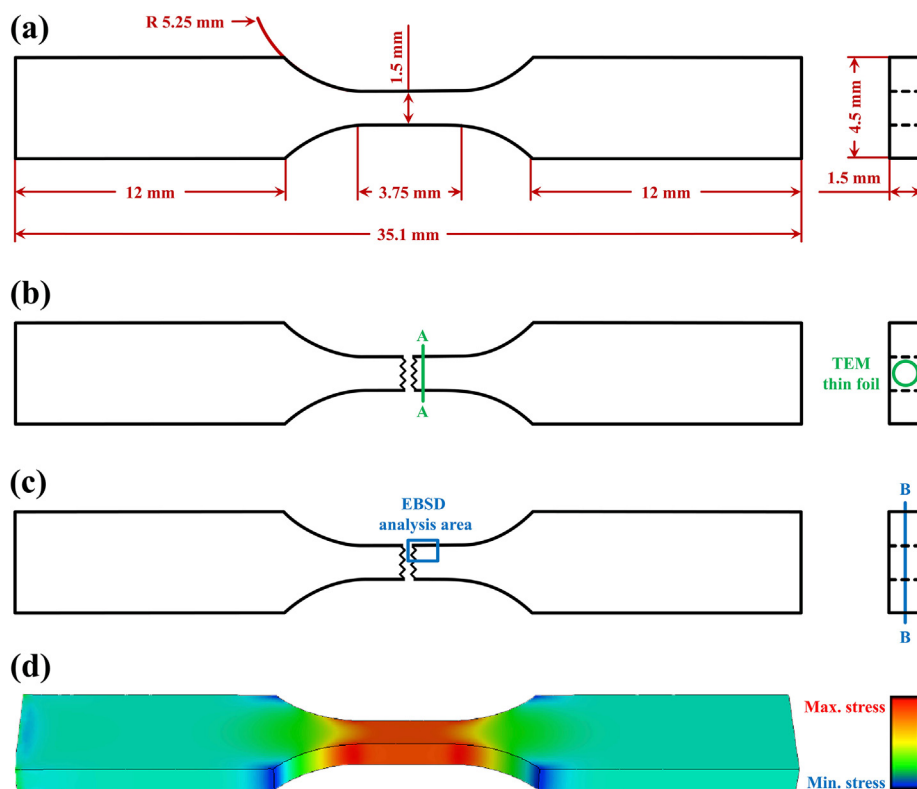 (a)
R 5.25 mm
1.5 mm
4.5 mm
12 mm
3.75 mm
12 mm
1.5 mm
35.1 mm
(b)
A
A
TEM
thin foil
(c)
EBSD
analysis area
B
B
(d)
Max. stress
Min. stress